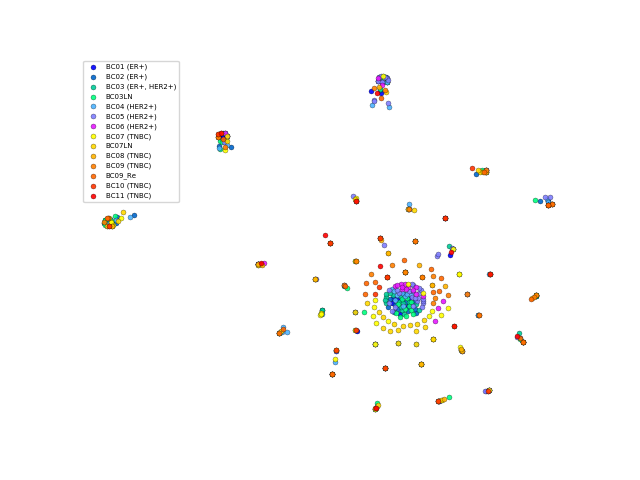 BC01 (ER+)
BC02 (ER+)
BC03 (ER+, HER2+)
BC03LN
BC04 (HER2+)
BC05 (HER2+)
BC06 (HER2+)
BC07 (TNBC)
BC07LN
BC08 (TNBC)
BC09 (TNBC)
BC09_Re
BC10 (TNBC)
BC11 (TNBC)